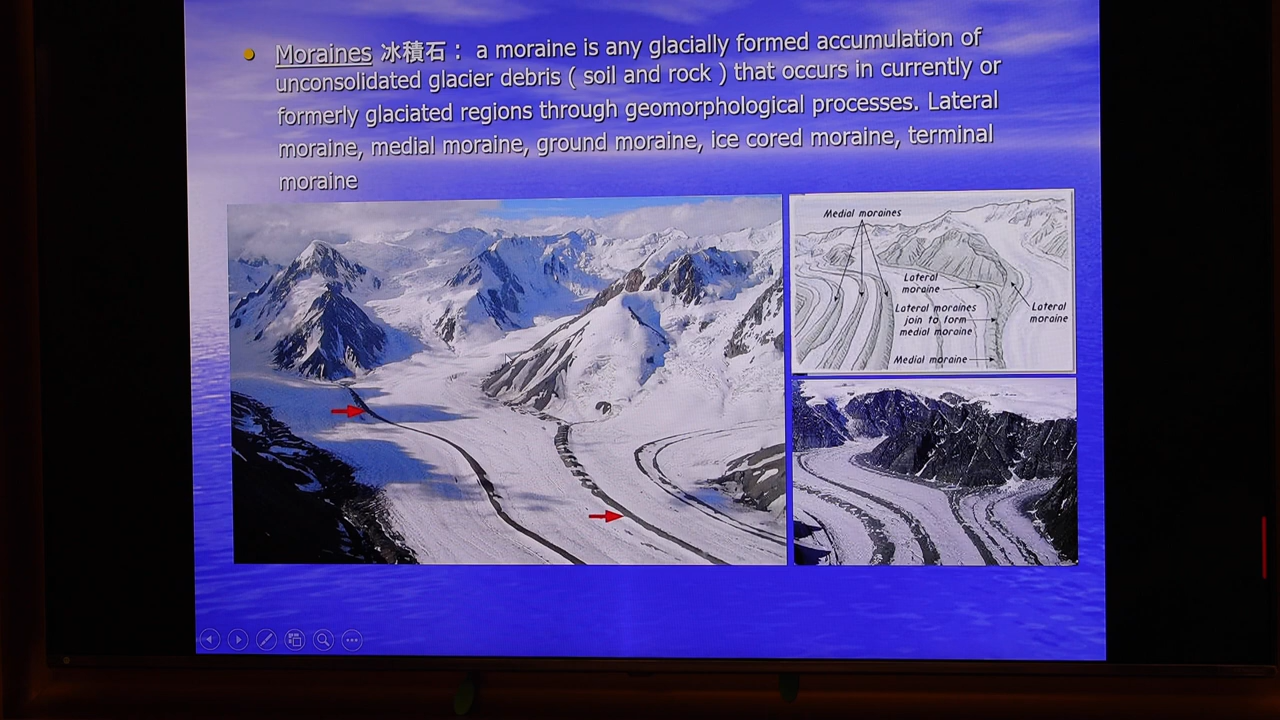 Moraines 冰積石： a moraine is any glacially formed accumulation of
unconsolidated glacier debris ( soil and rock ) that occurs in currently or
formerly glaciated regions through geomorphological processes. Lateral
moraine, medial moraine, ground moraine, ice cored moraine, terminal
moraine
Medial moraines
Lateral
moraine
Lateral moraines
join to form
medial moraine
Lateral
moraine
Medial moraine